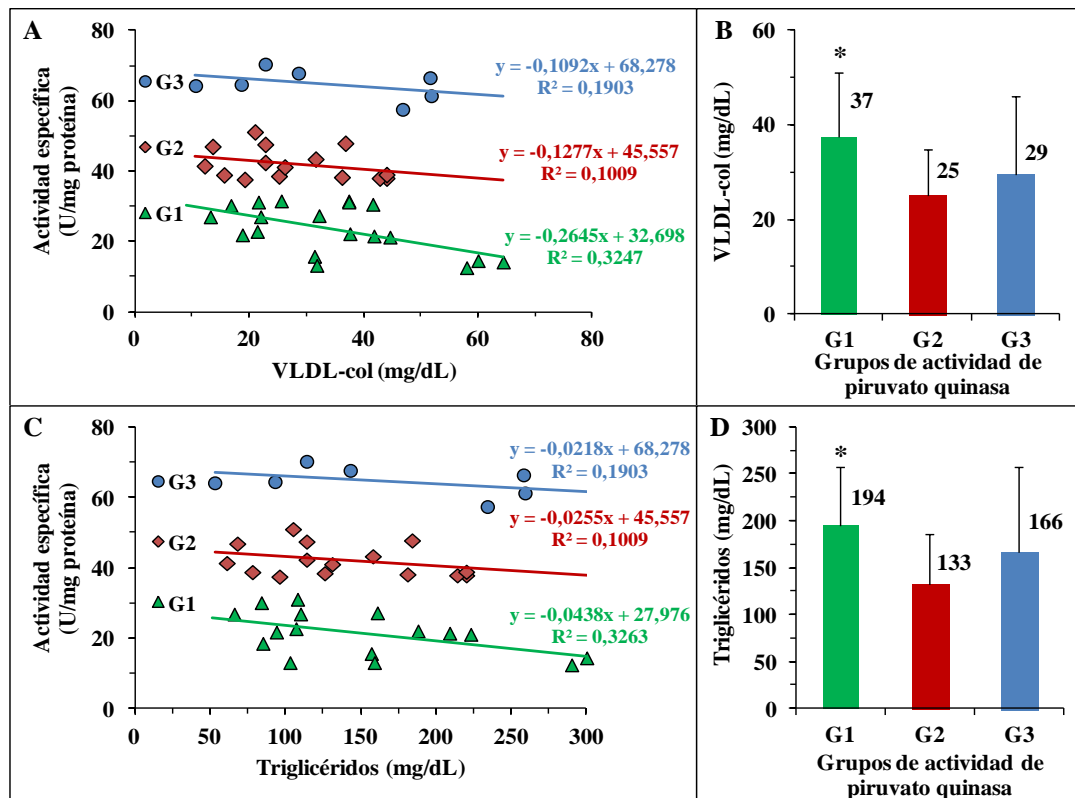 A
80
60
40
20
0
Actividad específica
(U/mg proteína)
G3
G2
G1
y = -0,1092x + 68,278
R² = 0,1903
y = -0,1277x + 45,557
R² = 0,1009
y = -0,2645x + 32,698
R² = 0,3247
0 20 40 60 80
VLDL-col (mg/dL)
B
60
40
20
0
VLDL-col (mg/dL)
*
37
25
29
G1 G2 G3
Grupos de actividad de
piruvato quinasa
C
80
60
40
20
0
Actividad específica
(U/mg proteína)
G3
G2
G1
y = -0,0218x + 68,278
R² = 0,1903
y = -0,0255x + 45,557
R² = 0,1009
y = -0,0438x + 27,976
R² = 0,3263
0 50 100 150 200 250 300
Triglicéridos (mg/dL)
D
300
250
200
150
100
50
0
Triglicéridos (mg/dL)
*
194
133
166
G1 G2 G3
Grupos de actividad de
piruvato quinasa